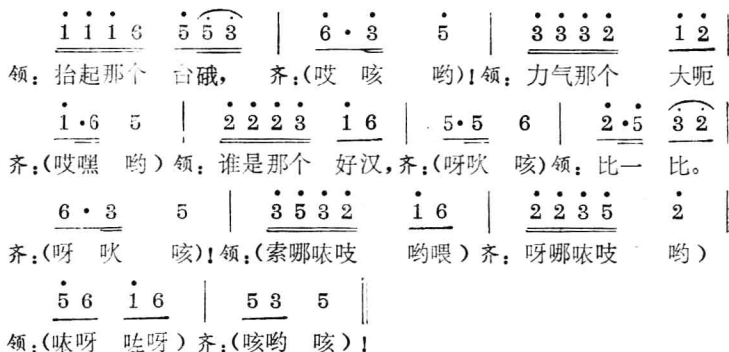 1 1 1 6 5 5 3 | 6 · 3 5 | 3 3 3 2 1 2 |
领：抬起那个 台硪， 齐：(哎 咳 哟)！领：力气那个 大呃
1 · 6 5 | 2 2 2 3 1 6 | 5 · 5 6 | 2 · 5 3 2
齐：(哎嘿 哟) 领：谁是那个 好汉，齐：(呀吙 咳) 领：比一 比。
6 · 3 5 | 3 5 3 2 1 6 | 2 2 3 5 2 |
齐：(呀 吙 咳)！领：(索哪咴吱 哟喂) 齐：呀哪咴吱 哟)
5 6 1 6 | 5 3 5 ‖
领：(咴呀 呀) 齐：(咳哟 咳)！